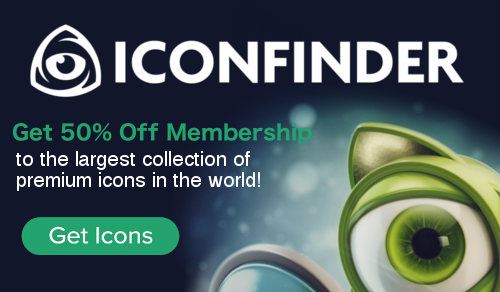 ICONFINDER
Get 50% Off Membership
to the largest collection of
premium icons in the world!
Get Icons